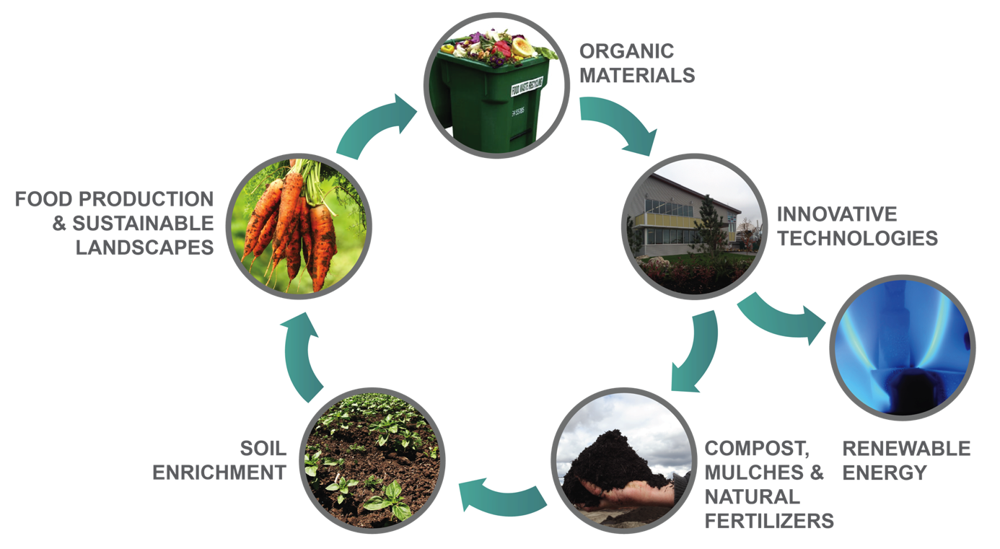 ORGANIC
MATERIALS
FOOD WASTE RECYCLING
INNOVATIVE
TECHNOLOGIES
RENEWABLE
ENERGY
COMPOST,
MULCHES &
NATURAL
FERTILIZERS
SOIL
ENRICHMENT
FOOD PRODUCTION
& SUSTAINABLE
LANDSCAPES